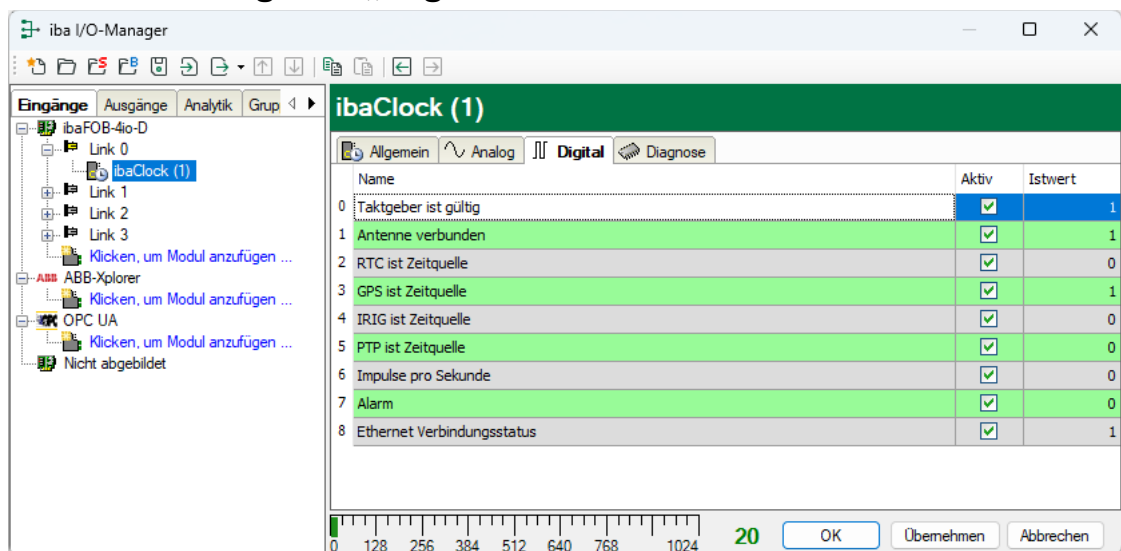 iba I/O-Manager
Eingänge Ausgänge Analytik Grup
ibaFOB-4io-D
Link 0
ibaClock (1)
Link 1
Link 2
Link 3
Klicken, um Modul anzufügen ...
ABB ABB-Xplorer
Klicken, um Modul anzufügen ...
OPC UA
Klicken, um Modul anzufügen ...
Nicht abgebildet
ibaClock (1)
Allgemein Analog Digital Diagnose
Name Aktiv Istwert
0 Taktgeber ist gültig 1
1 Antenne verbunden 1
2 RTC ist Zeitquelle 0
3 GPS ist Zeitquelle 1
4 IRIG ist Zeitquelle 0
5 PTP ist Zeitquelle 0
6 Impulse pro Sekunde 0
7 Alarm 0
8 Ethernet Verbindungsstatus 1
0 128 256 384 512 640 768 1024
20 OK Übernehmen Abbrechen